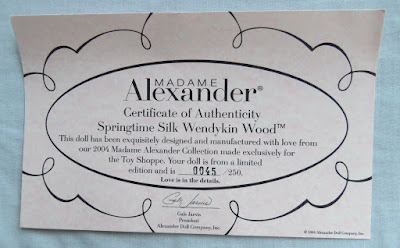 MADAME
Alexander®
Certificate of Authenticity
Springtime Silk Wendykin Wood™
This doll has been exquisitely designed and manufactured with love from
our 2004 Madame Alexander Collection made exclusively for
the Toy Shoppe. Your doll is from a limited
edition and is 0045 /250.
Love is in the details.
Gale Jarvis
Gale Jarvis
President
Alexander Doll Company, Inc.
© 2004 Alexander Doll Company, Inc.